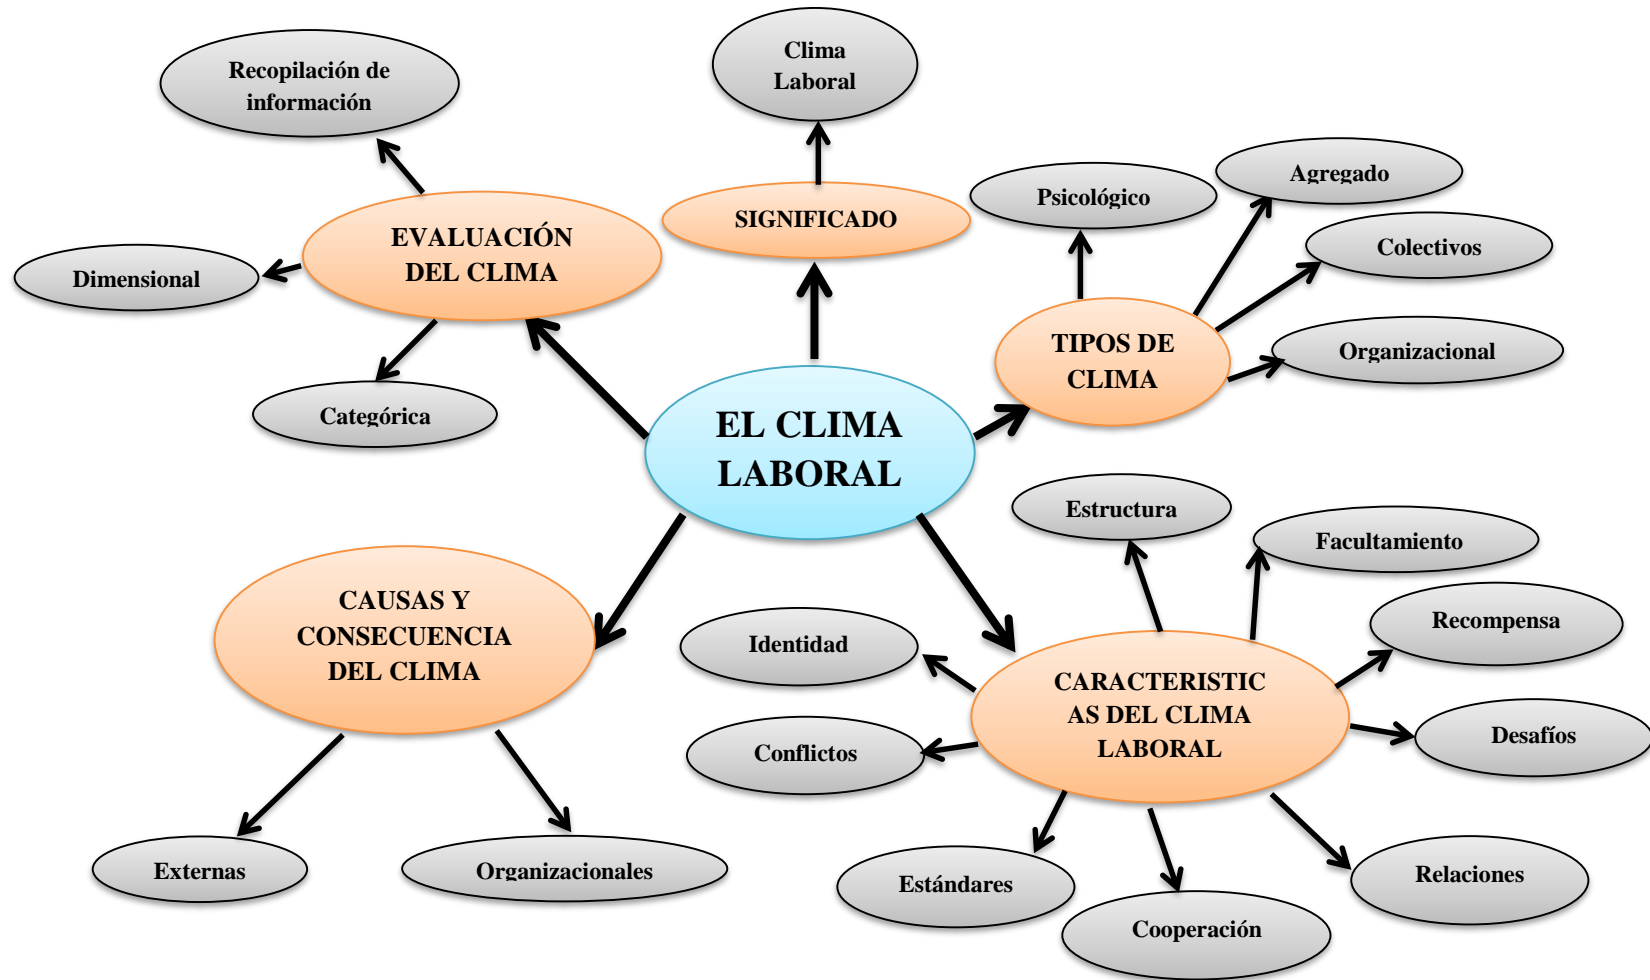 Clima
Laboral
Recopilación de
información
SIGNIFICADO
Psicológico
Agregado
Colectivos
Organizacional
TIPOS DE
CLIMA
EVALUACIÓN
DEL CLIMA
Dimensional
Categórica
EL CLIMA
LABORAL
CAUSAS Y
CONSECUENCIA
DEL CLIMA
Externas
Organizacionales
Estructura
Facultamiento
Recompensa
Identidad
CARACTERISTIC
AS DEL CLIMA
LABORAL
Conflictos
Desafíos
Estándares
Cooperación
Relaciones